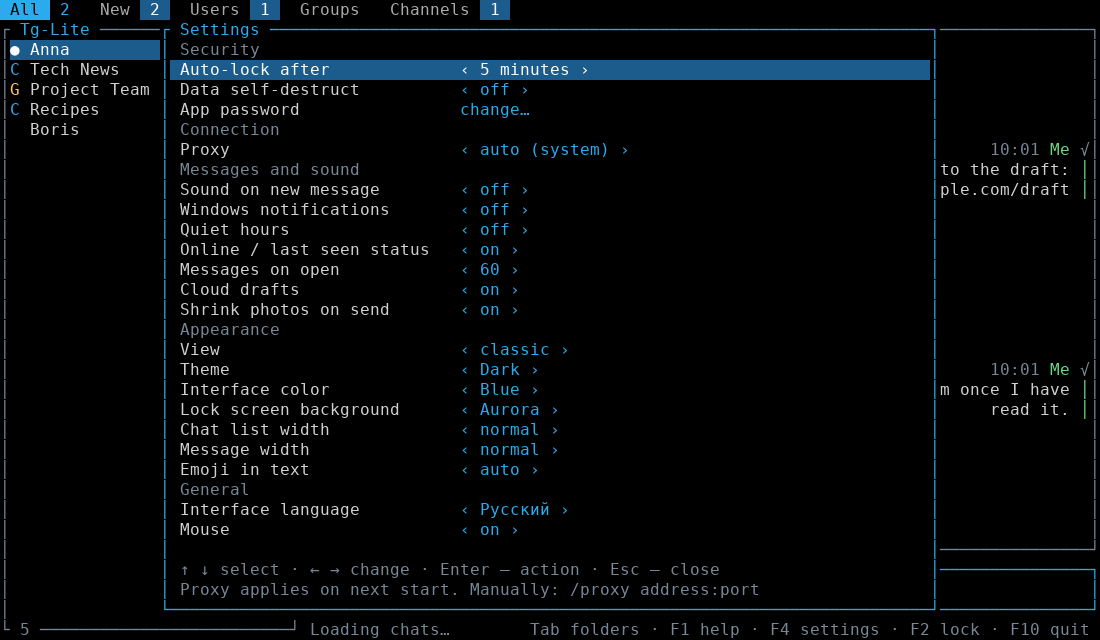 All 2 New 2 Users 1 Groups Channels 1
Tg-Lite
● Anna
C Tech News
G Project Team
C Recipes
Boris
Settings
Security
Auto-lock after ‹ 5 minutes ›
Data self-destruct ‹ off ›
App password change…
Connection
Proxy ‹ auto (system) ›
Messages and sound
Sound on new message ‹ off ›
Windows notifications ‹ off ›
Quiet hours ‹ off ›
Online / last seen status ‹ on ›
Messages on open ‹ 60 ›
Cloud drafts ‹ on ›
Shrink photos on send ‹ on ›
Appearance
View ‹ classic ›
Theme ‹ Dark ›
Interface color ‹ Blue ›
Lock screen background ‹ Aurora ›
Chat list width ‹ normal ›
Message width ‹ normal ›
Emoji in text ‹ auto ›
General
Interface language ‹ Русский ›
Mouse ‹ on ›
↑ ↓ select · ← → change · Enter — action · Esc — close
Proxy applies on next start. Manually: /proxy address:port
10:01 Me √
to the draft:
ple.com/draft
10:01 Me √
m once I have
read it.
5 Loading chats… Tab folders · F1 help · F4 settings · F2 lock · F10 quit